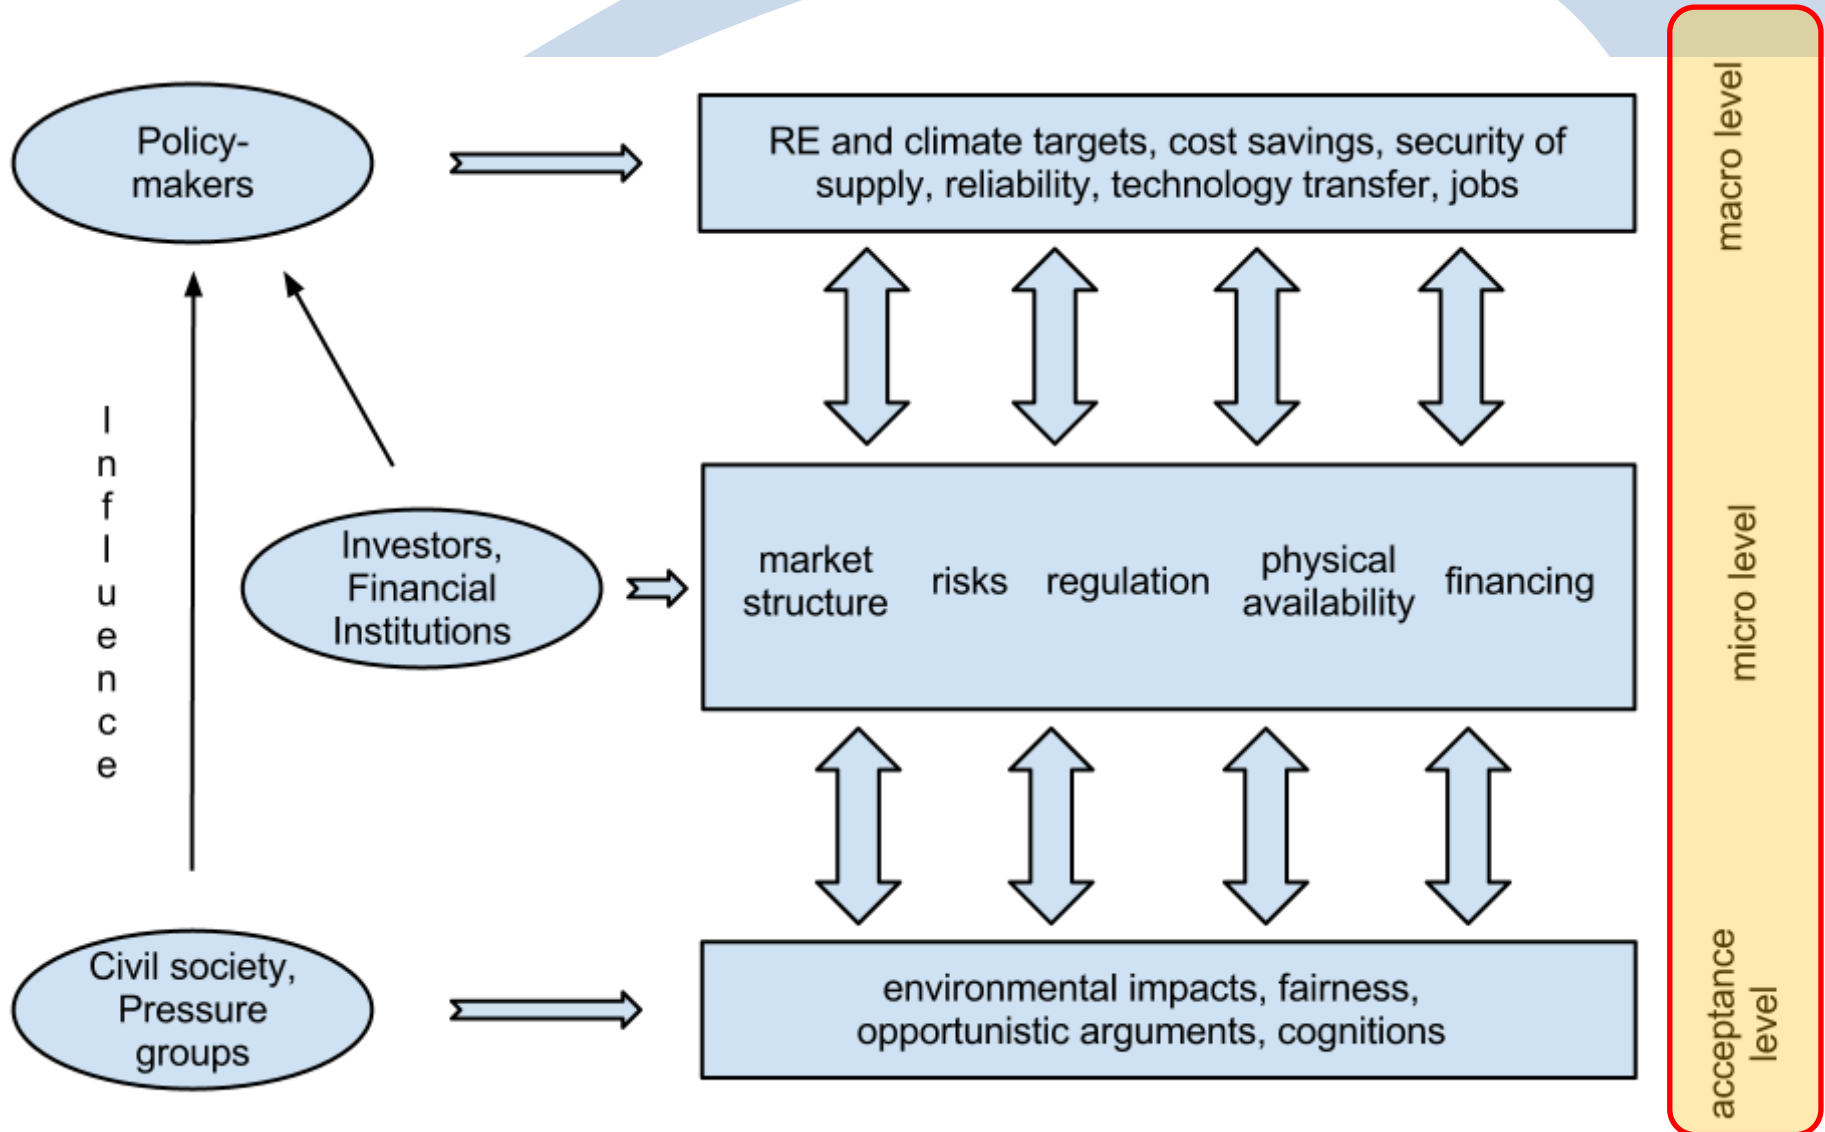 Policy-
makers
RE and climate targets, cost savings, security of
supply, reliability, technology transfer, jobs
macro level
Influence
Investors,
Financial
Institutions
market
structure
risks
regulation
physical
availability
financing
micro level
Civil society,
Pressure
groups
environmental impacts, fairness,
opportunistic arguments, cognitions
acceptance
level